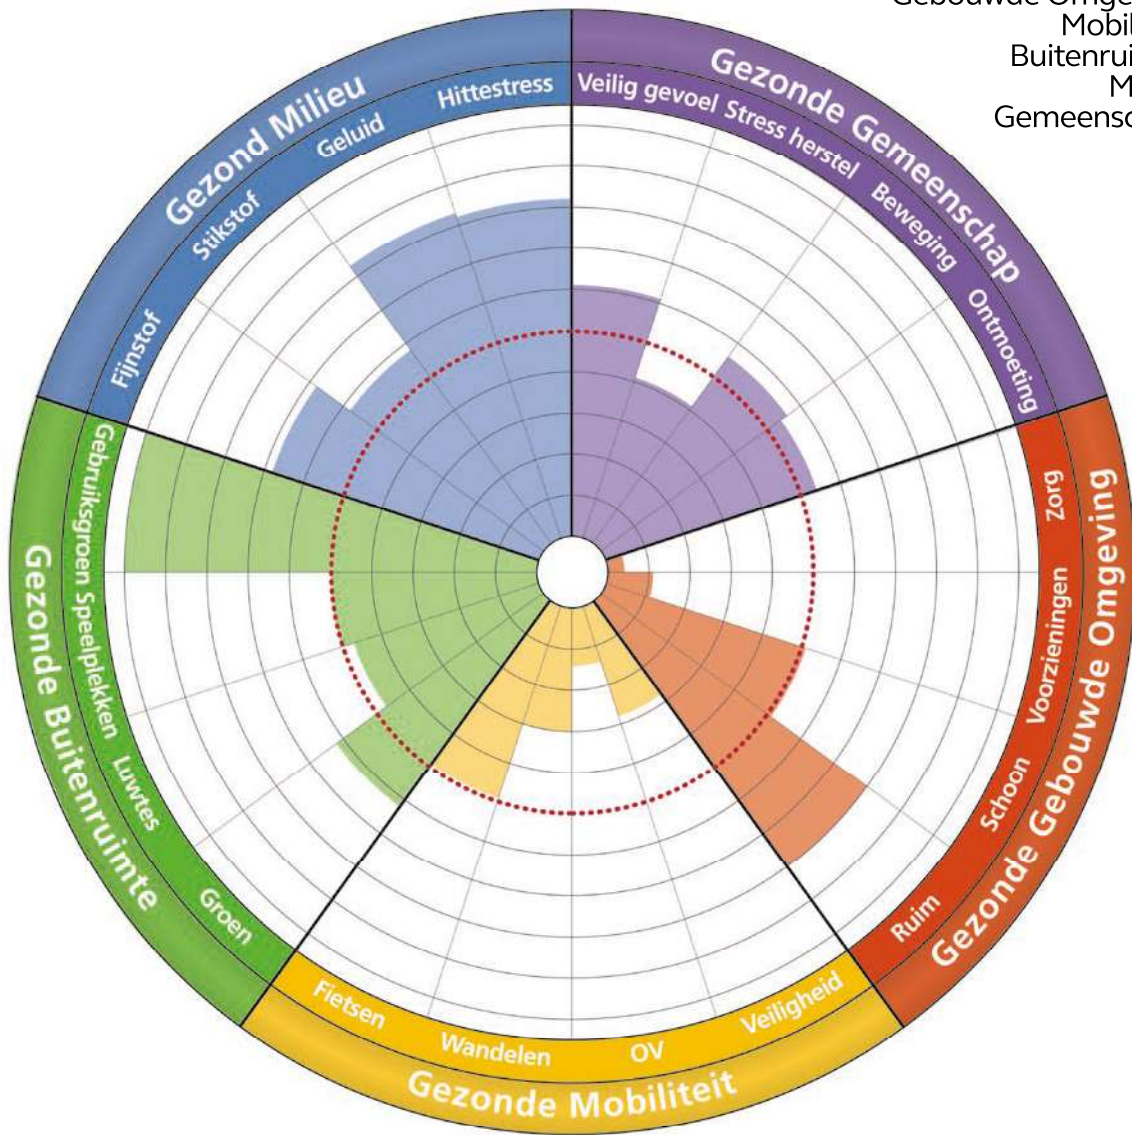 Mobil
Buitenrui
M
Gemeensc
Gezond Milieu
Hittestress
Geluid
Stikstof
Fijnstof
Gezonde Gemeenschap
Veilig gevoel
Stress herstel
Beweging
Ontmoeting
Gezonde Gebouwde Omgeving
Zorg
Voorzieningen
Schoon
Ruim
Gezonde Mobiliteit
Veiligheid
OV
Wandelen
Fietsen
Gezonde Buitenruimte
Groen
Luwtes
Speelplekken
Gebruiksgroen